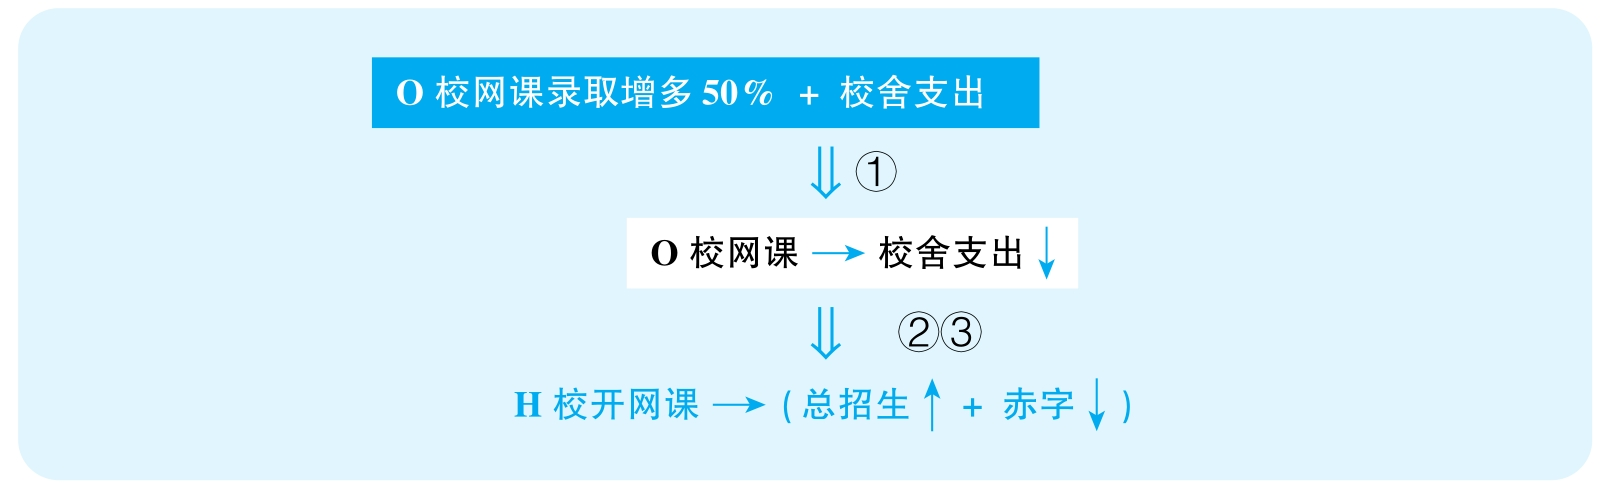 O 校网课录取增多 50% + 校舍支出
⇓ ①
O 校网课 → 校舍支出 ↓
⇓ ②③
H 校开网课 → ( 总招生 ↑ + 赤字 ↓ )